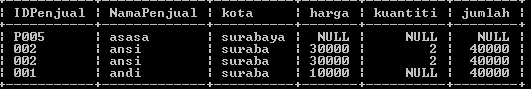 IDPenjual | NamaPenjual | kota | harga | kuantiti | jumlah
P005 | asasa | surabaya | NULL | NULL | NULL
002 | ansi | suraba | 30000 | 2 | 40000
002 | ansi | suraba | 30000 | 2 | 40000
001 | andi | suraba | 10000 | NULL | 40000